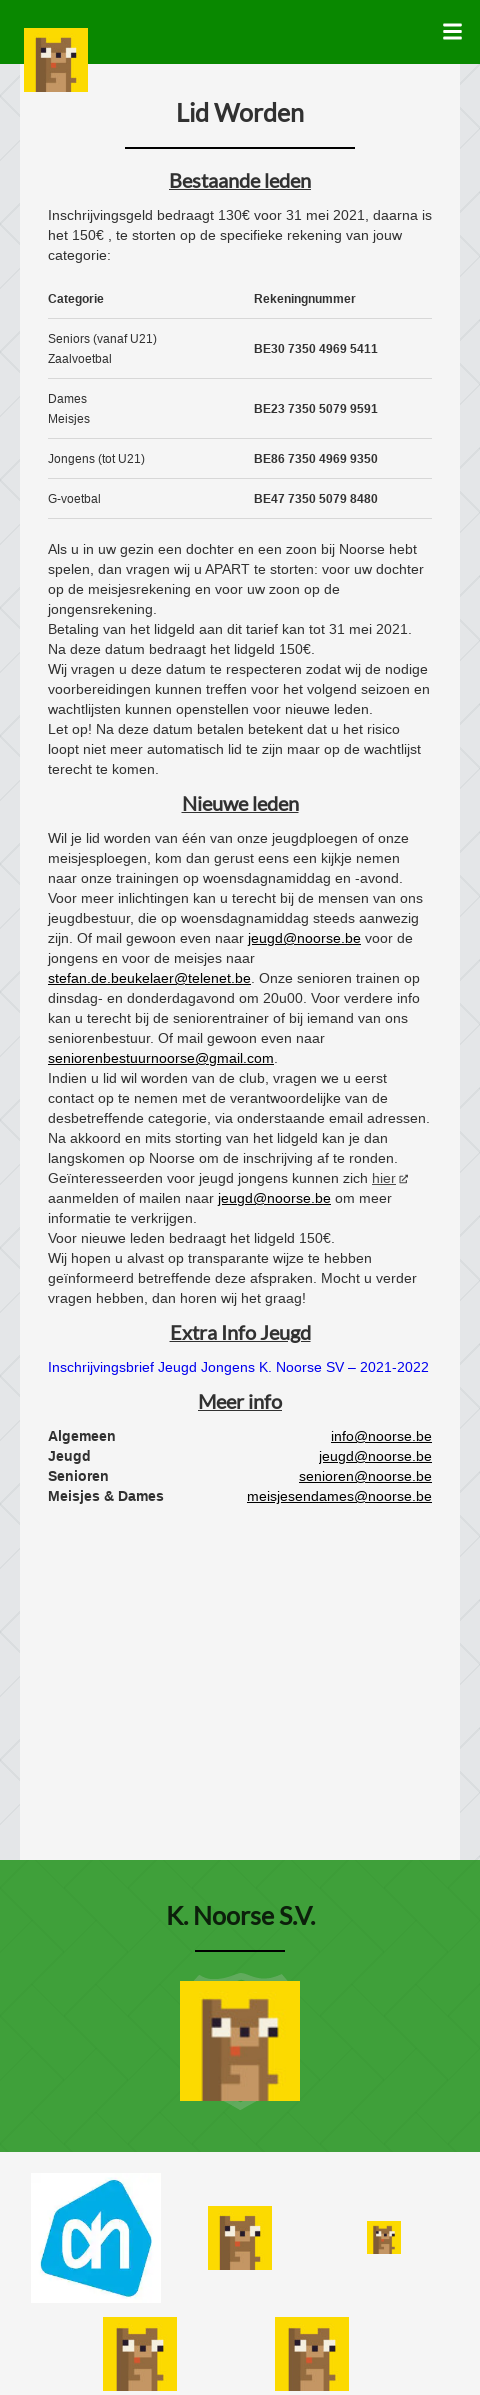 Lid Worden
Bestaande leden
Inschrijvingsgeld bedraagt 130€ voor 31 mei 2021, daarna is
het 150€ , te storten op de specifieke rekening van jouw
categorie:
Categorie Rekeningnummer
Seniors (vanaf U21)
Zaalvoetbal
BE30 7350 4969 5411
Dames
Meisjes
BE23 7350 5079 9591
Jongens (tot U21) BE86 7350 4969 9350
G-voetbal BE47 7350 5079 8480
Als u in uw gezin een dochter en een zoon bij Noorse hebt
spelen, dan vragen wij u APART te storten: voor uw dochter
op de meisjesrekening en voor uw zoon op de
jongensrekening.
Betaling van het lidgeld aan dit tarief kan tot 31 mei 2021.
Na deze datum bedraagt het lidgeld 150€.
Wij vragen u deze datum te respecteren zodat wij de nodige
voorbereidingen kunnen treffen voor het volgend seizoen en
wachtlijsten kunnen openstellen voor nieuwe leden.
Let op! Na deze datum betalen betekent dat u het risico
loopt niet meer automatisch lid te zijn maar op de wachtlijst
terecht te komen.
Nieuwe leden
Wil je lid worden van één van onze jeugdploegen of onze
meisjesploegen, kom dan gerust eens een kijkje nemen
naar onze trainingen op woensdagnamiddag en -avond.
Voor meer inlichtingen kan u terecht bij de mensen van ons
jeugdbestuur, die op woensdagmiddag steeds aanwezig
zijn. Of mail gewoon even naar jeugd@noorse.be voor de
jongens en voor de meisjes naar
stefan.de.beukelaer@telenet.be. Onze senioren trainen op
dinsdag- en donderdagavond om 20u00. Voor verdere info
kan u terecht bij de seniorentrainer of bij iemand van ons
seniorenbestuur. Of mail gewoon even naar
seniorenbestuurnoorse@gmail.com.
Indien u lid wil worden van de club, vragen we u eerst
contact op te nemen met de verantwoordelijke van de
desbetreffende categorie, via onderstaande email adressen.
Na akkoord en mits storting van het lidgeld kan je dan
langskomen op Noorse om de inschrijving af te ronden.
Geïnteresseerden voor jeugd jongens kunnen zich hier
aanmelden of mailen naar jeugd@noorse.be om meer
informatie te verkrijgen.
Voor nieuwe leden bedraagt het lidgeld 150€.
Wij hopen u alvast op transparante wijze te hebben
geïnformeerd betreffende deze afspraken. Mocht u verder
vragen hebben, dan horen wij het graag!
Extra Info Jeugd
Inschrijvingsbrief Jeugd Jongens K. Noorse SV – 2021-2022
Meer info
Algemeen info@noorse.be
Jeugd jeugd@noorse.be
Senioren senioren@noorse.be
Meisjes & Dames meisjesendames@noorse.be
K. Noorse S.V.